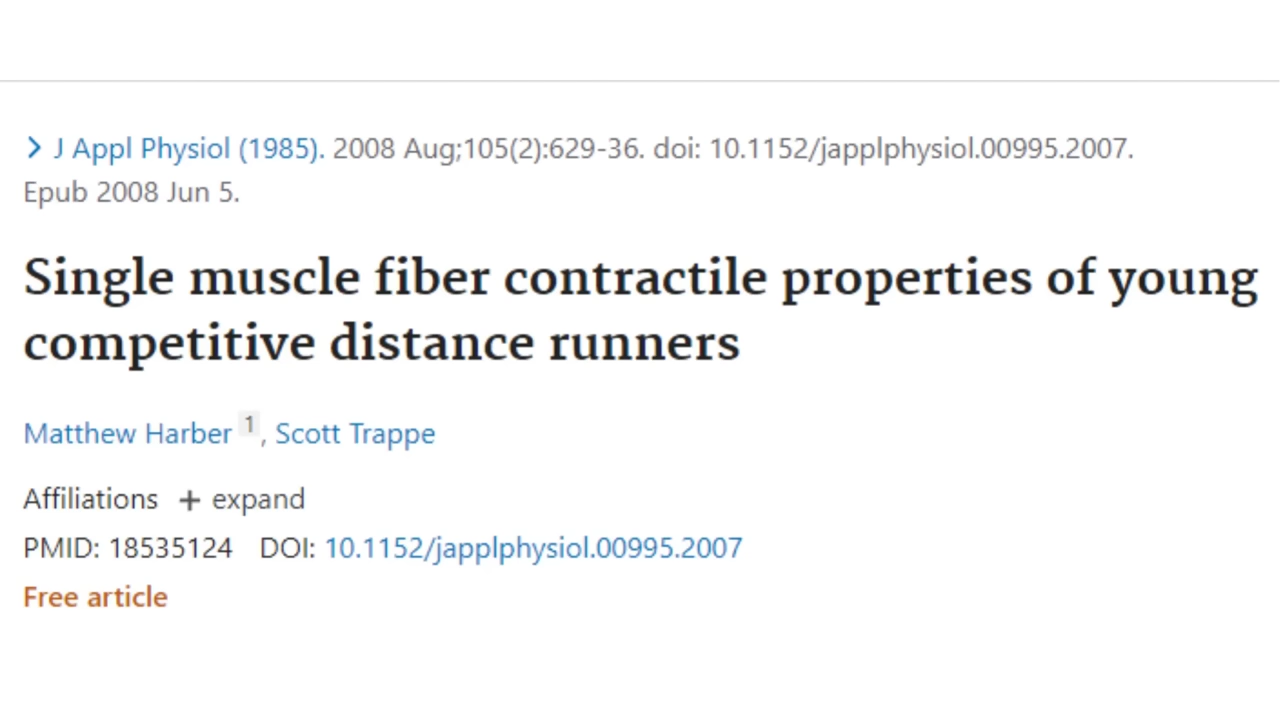 > J Appl Physiol (1985). 2008 Aug;105(2):629-36. doi: 10.1152/japplphysiol.00995.2007.
Epub 2008 Jun 5.
Single muscle fiber contractile properties of young
competitive distance runners
Matthew Harber 1, Scott Trappe
Affiliations + expand
PMID: 18535124 DOI: 10.1152/japplphysiol.00995.2007
Free article